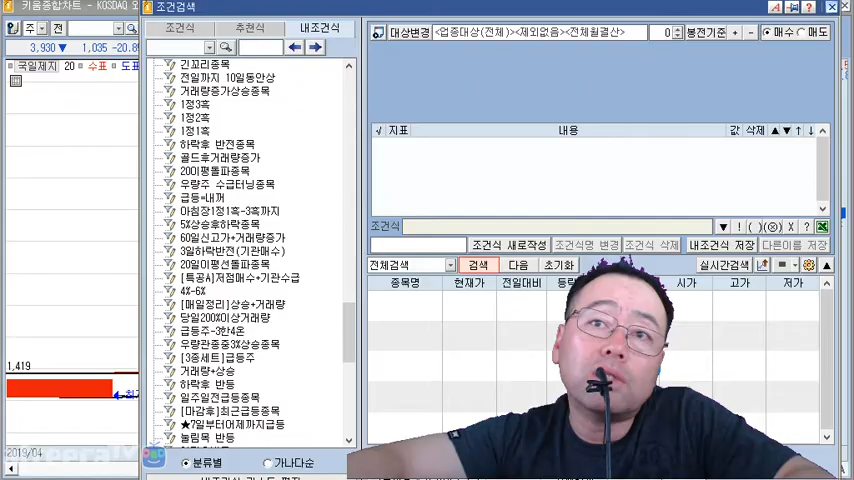 키움종합차트 - KOSDAQ 오
조건검색
주
전
3,930▼ 1,035 -20.8
국일제지 20 수표 도표
1,419
2019/04
조건식 추천식 내조건식
긴꼬리종목
전일까지 10일동안상
거래량증가상승종목
1정3흑
1정2흑
1정1흑
하락후 반전종목
골드후거래량증가
20이평돌파종목
우량주 수급터닝종목
급등=내꺼
아침장1정1흑-3흑까지
5%상승후하락종목
60일신고가+거래량증가
3일하락반전(기관매수)
20일이평선돌파종목
[특공A]저점매수+기관수급
4%-6%
[매일정리]상승+거래량
당일200%이상거래량
급등주-3한4온
우량관종중3%상승종목
[3종세트]급등주
거래량+상승
하락후 반등
일주일전급등종목
[마감후]최근급등종목
★7일부터어제까지급등
눌림목 반등
분류별 가나다순
대상변경 <업종대상(전체)><제외없음><전체월결산> 0 봉전기준 + - 매수 매도
√ 지표 내용 값 삭제 ▲▼ ↑ ↓
조건식 ▼ ! ( ) (⊗) X ?
조건식 새로작성 조건식명 변경 조건식 삭제 내조건식 저장 다른이름 저장
전체검색 검색 다음 초기화 실시간검색 ▲
종목명 현재가 전일대비 시가 고가 저가